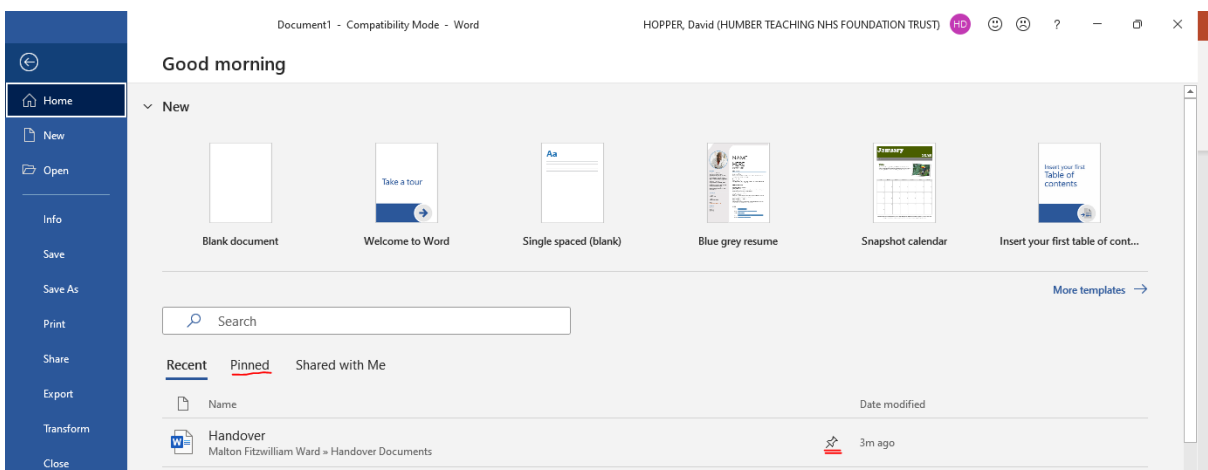 Document1 - Compatibility Mode - Word
HOPPER, David (HUMBER TEACHING NHS FOUNDATION TRUST) HD ?
Good morning
Home
New
New
Open
Aa
Take a tour
NAME
HERE
January
Insert your first
Table of
contents
Info
Blank document
Welcome to Word
Single spaced (blank)
Blue grey resume
Snapshot calendar
Insert your first table of cont...
Save
Save As
More templates
Print
Search
Share
Recent Pinned Shared with Me
Export
Name Date modified
Transform
Handover
Malton Fitzwilliam Ward » Handover Documents
3m ago
Close